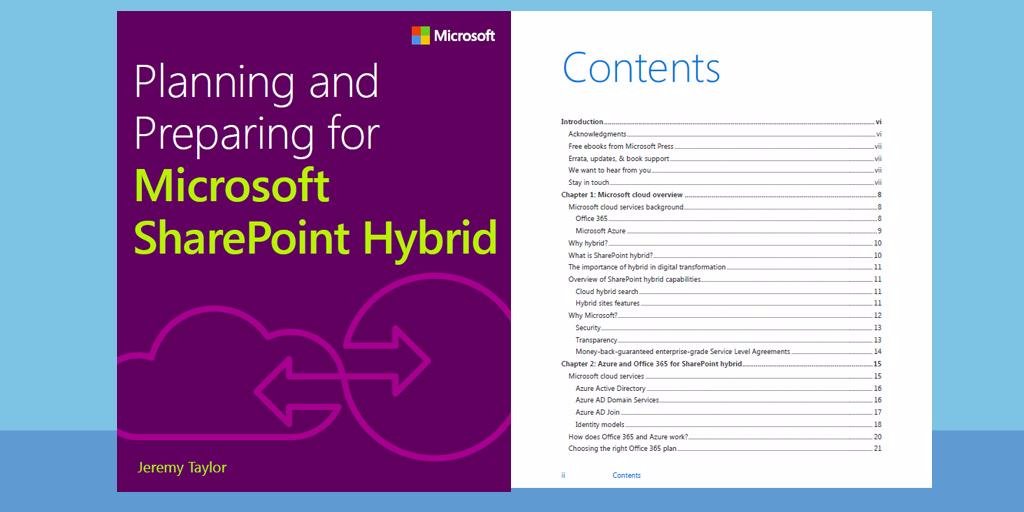 Microsoft
Planning and
Preparing for
Microsoft
SharePoint Hybrid
Jeremy Taylor
Contents
Introduction vi
Acknowledgments vi
Free ebooks from Microsoft Press vii
Errata, updates, & book support vii
We want to hear from you vii
Stay in touch vii
Chapter 1: Microsoft cloud overview 8
Microsoft cloud services background 8
Office 365 8
Microsoft Azure 9
Why hybrid? 10
What is SharePoint hybrid? 10
The importance of hybrid in digital transformation 11
Overview of SharePoint hybrid capabilities 11
Cloud hybrid search 11
Hybrid sites features 11
Why Microsoft? 12
Security 13
Transparency 13
Money-back-guaranteed enterprise-grade Service Level Agreements 14
Chapter 2: Azure and Office 365 for SharePoint hybrid 15
Microsoft cloud services 15
Azure Active Directory 16
Azure AD Domain Services 16
Azure AD Join 17
Identity models 18
How does Office 365 and Azure work? 20
Choosing the right Office 365 plan 21
ii Contents